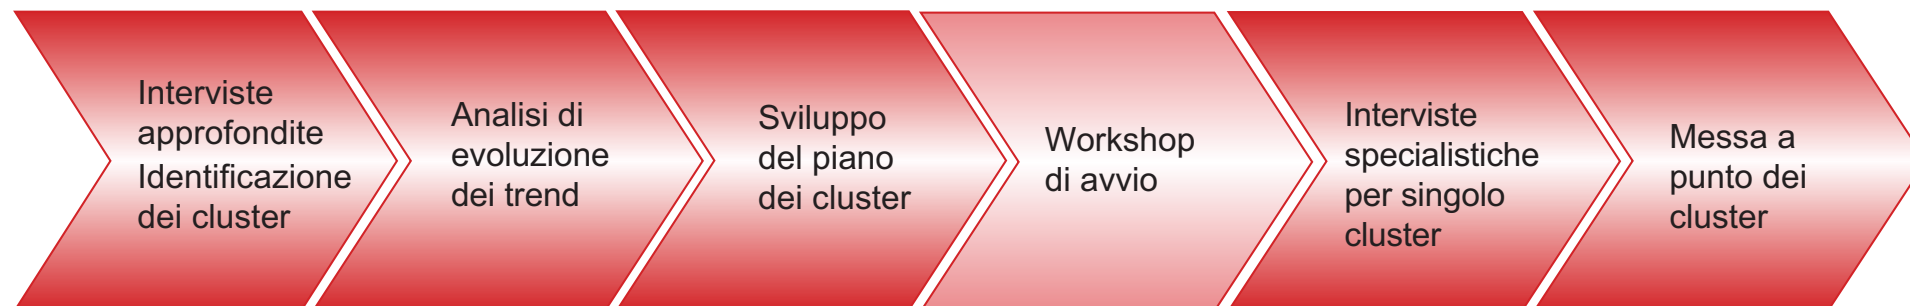 Interviste
approfondite
Identificazione
dei cluster
Analisi di
evoluzione
dei trend
Sviluppo
del piano
dei cluster
Workshop
di avvio
Interviste
specialistiche
per singolo
cluster
Messa a
punto dei
cluster